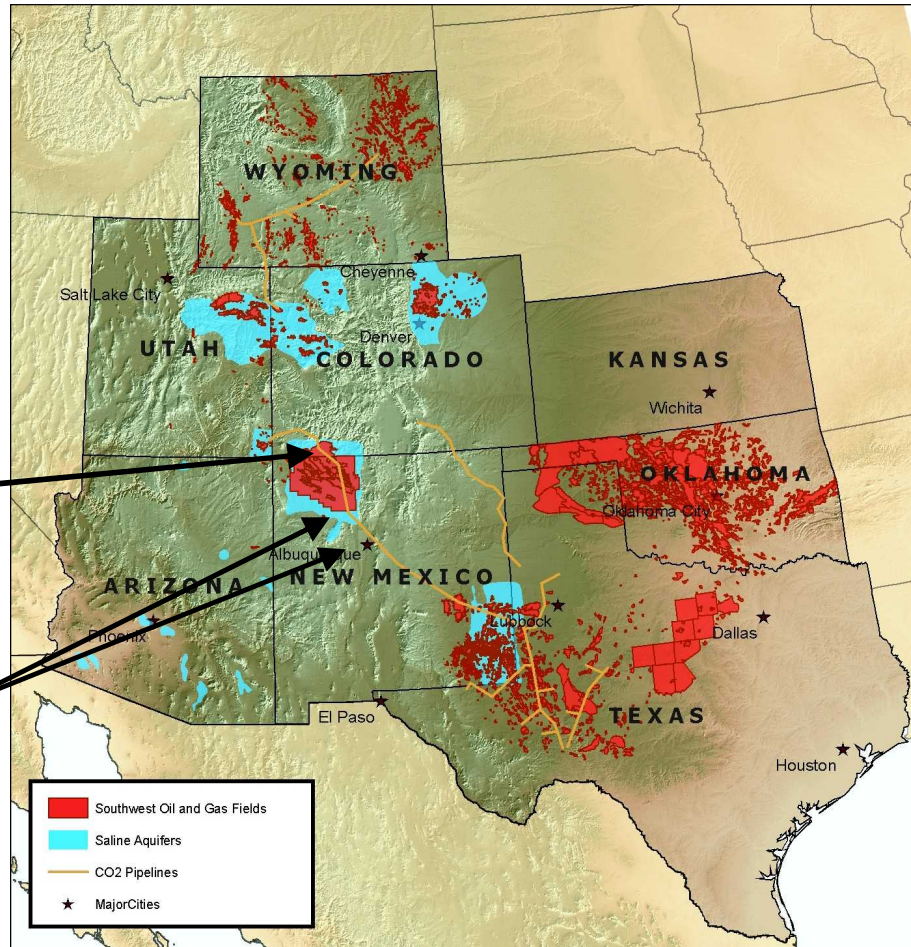 WYOMING
Cheyenne
Salt Lake City
Denver
UTAH
COLORADO
KANSAS
Wichita
OKLAHOMA
Oklahoma City
Albuquerque
ARIZONA
NEW MEXICO
Phoenix
Lubbock
Dallas
El Paso
TEXAS
Houston
Southwest Oil and Gas Fields
Saline Aquifers
CO2 Pipelines
MajorCities